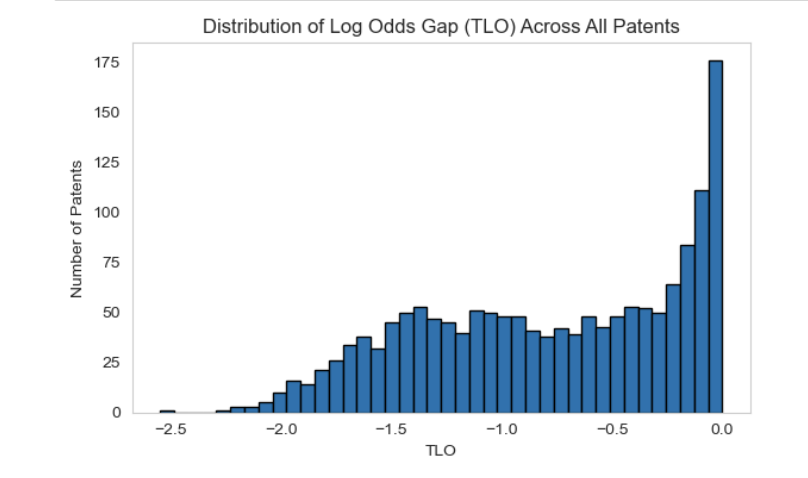 Distribution of Log Odds Gap (TLO) Across All Patents
175
150
125
100
75
50
25
0
Number of Patents
−2.5 −2.0 −1.5 −1.0 −0.5 0.0
TLO